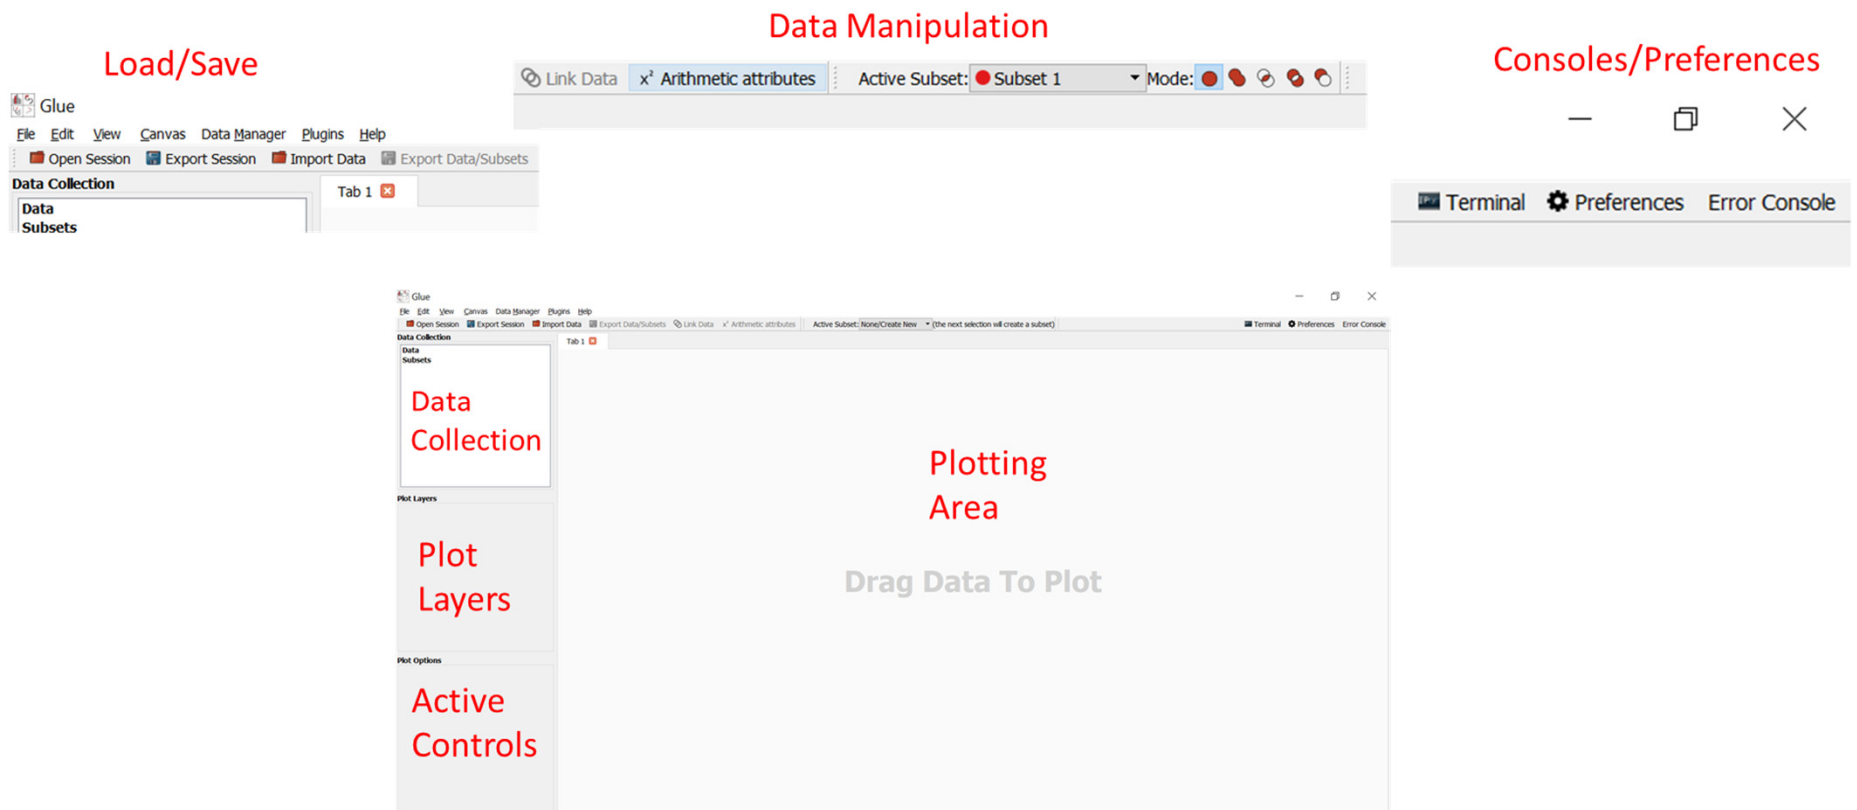 Load/Save
Glue
File Edit View Canvas Data Manager Plugins Help
Open Session Export Session Import Data Export Data/Subsets
Data Collection
Tab 1
Data
Subsets
Data Manipulation
Link Data x² Arithmetic attributes Active Subset: Subset 1 Mode:
Consoles/Preferences
Terminal Preferences Error Console
Glue
File Edit View Canvas Data Manager Plugins Help
Open Session Export Session Import Data Export Data/Subsets Link Data x² Arithmetic attributes Active Subset: None/Create New (the next selection will create a subset) Terminal Preferences Error Console
Data Collection
Tab 1
Data
Subsets
Data
Collection
Plot Layers
Plot
Layers
Plot Options
Active
Controls
Plotting
Area
Drag Data To Plot